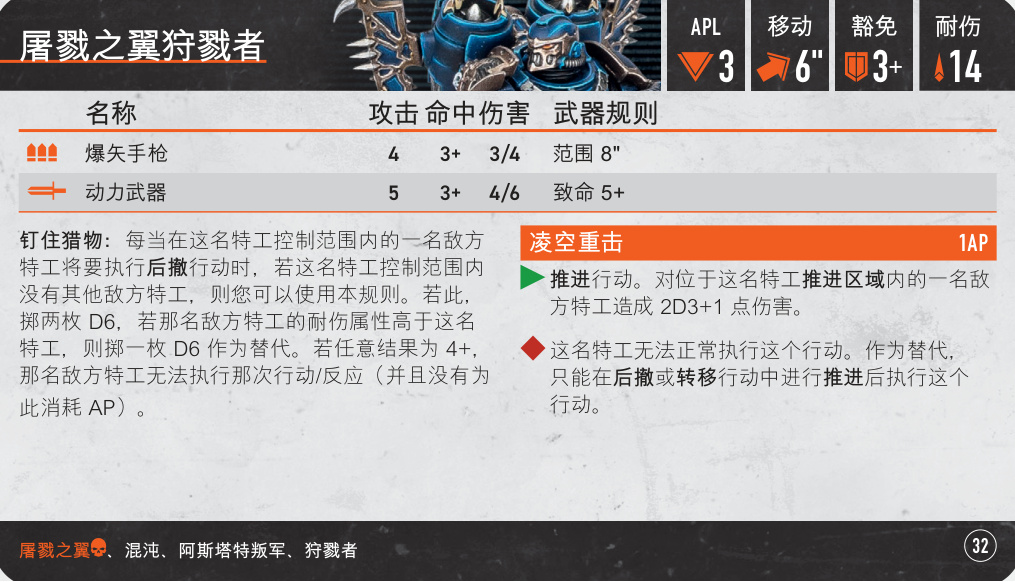 屠戮之翼狩戮者
APL 移动 豁免 耐伤
3 6" 3+ 14
名称 攻击 命中 伤害 武器规则
爆矢手枪 4 3+ 3/4 范围 8"
动力武器 5 3+ 4/6 致命 5+
钉住猎物：每当在这名特工控制范围内的一名敌方
特工将要执行后撤行动时，若这名特工控制范围内
没有其他敌方特工，则您可以使用本规则。若此，
掷两枚 D6，若那名敌方特工的耐伤属性高于这名
特工，则掷一枚 D6 作为替代。若任意结果为 4+，
那名敌方特工无法执行那次行动/反应（并且没有为
此消耗 AP）。
凌空重击 1AP
推进行动。对位于这名特工推进区域内的一名敌
方特工造成 2D3+1 点伤害。
这名特工无法正常执行这个行动。作为替代，
只能在后撤或转移行动中进行推进后执行这个
行动。
屠戮之翼、混沌、阿斯塔特叛军、狩戮者
32